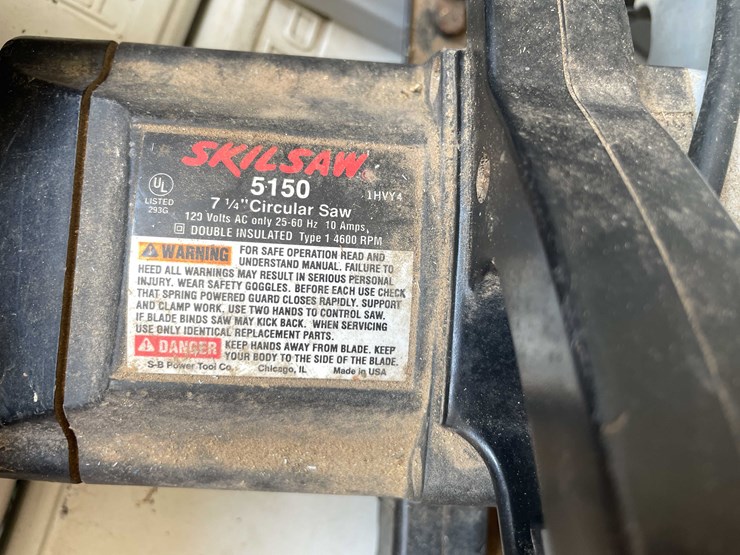 SKILSAW
5150
1HVY4
7 ¼" Circular Saw
UL
LISTED
293G
120 Volts AC only 25-60 Hz 10 Amps,
DOUBLE INSULATED Type 1 4600 RPM
WARNING FOR SAFE OPERATION READ AND
UNDERSTAND MANUAL. FAILURE TO
HEED ALL WARNINGS MAY RESULT IN SERIOUS PERSONAL
INJURY. WEAR SAFETY GOGGLES. BEFORE EACH USE CHECK
THAT SPRING POWERED GUARD CLOSES RAPIDLY. SUPPORT
AND CLAMP WORK. USE TWO HANDS TO CONTROL SAW.
IF BLADE BINDS SAW MAY KICK BACK. WHEN SERVICING
USE ONLY IDENTICAL REPLACEMENT PARTS.
DANGER KEEP HANDS AWAY FROM BLADE. KEEP
YOUR BODY TO THE SIDE OF THE BLADE.
S-B Power Tool Co. Chicago, IL Made in USA